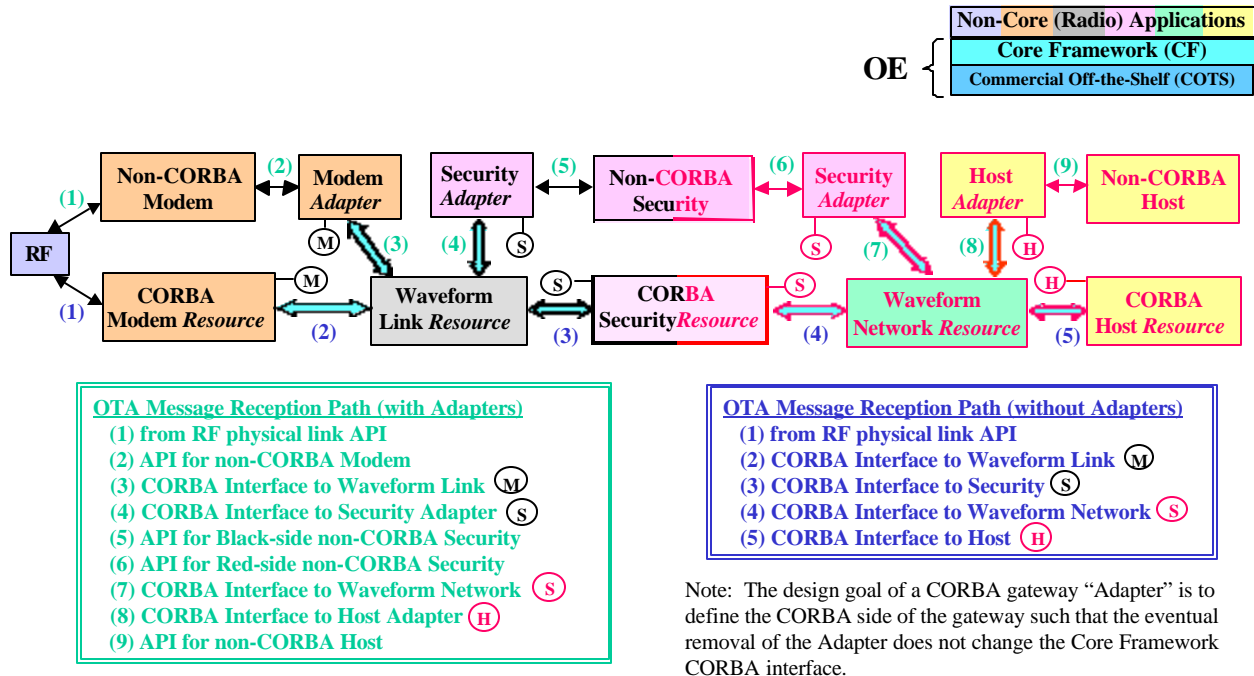 Non-Core (Radio) Applications
OE
Core Framework (CF)
Commercial Off-the-Shelf (COTS)
(1)
Non-CORBA
Modem
(2)
Modem
Adapter
M
(3)
Security
Adapter
S
(4)
(5)
Non-CORBA
Security
(6)
Security
Adapter
S
(7)
Host
Adapter
H
(8)
(9)
Non-CORBA
Host
RF
(1)
CORBA
Modem Resource
M
(2)
Waveform
Link Resource
S
(3)
CORBA
SecurityResource
S
(4)
Waveform
Network Resource
H
(5)
CORBA
Host Resource
OTA Message Reception Path (with Adapters)
(1) from RF physical link API
(2) API for non-CORBA Modem
(3) CORBA Interface to Waveform Link M
(4) CORBA Interface to Security Adapter S
(5) API for Black-side non-CORBA Security
(6) API for Red-side non-CORBA Security
(7) CORBA Interface to Waveform Network S
(8) CORBA Interface to Host Adapter H
(9) API for non-CORBA Host
OTA Message Reception Path (without Adapters)
(1) from RF physical link API
(2) CORBA Interface to Waveform Link M
(3) CORBA Interface to Security S
(4) CORBA Interface to Waveform Network S
(5) CORBA Interface to Host H
Note: The design goal of a CORBA gateway “Adapter” is to
define the CORBA side of the gateway such that the eventual
removal of the Adapter does not change the Core Framework
CORBA interface.